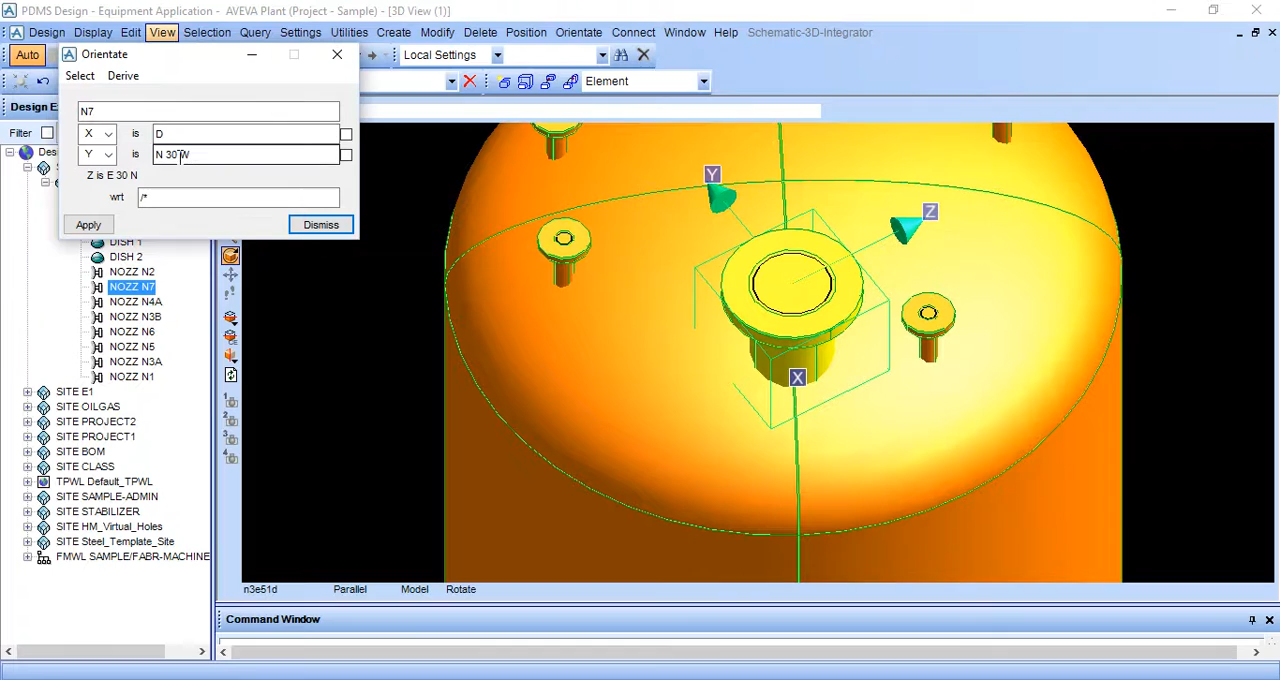 PDMS Design - Equipment Application - AVEVA Plant (Project - Sample) - [3D View (1)]
Design Display Edit View Selection Query Settings Utilities Create Modify Delete Position Orientate Connect Window Help Schematic-3D-Integrator
Auto
Local Settings
Element
Orientate
Select Derive
N7
X is D
Y is N 30 W
Z is E 30 N
wrt /*
Apply Dismiss
Design E
Filter
Des
DISH 1
DISH 2
NOZZ N2
NOZZ N7
NOZZ N4A
NOZZ N3B
NOZZ N6
NOZZ N5
NOZZ N3A
NOZZ N1
SITE E1
SITE OILGAS
SITE PROJECT2
SITE PROJECT1
SITE BOM
SITE CLASS
TPWL Default_TPWL
SITE SAMPLE-ADMIN
SITE STABILIZER
SITE HM_Virtual_Holes
SITE Steel_Template_Site
FMWL SAMPLE/FABR-MACHINE
1
2
3
4
Y
Z
X
n3e51d Parallel Model Rotate
Command Window